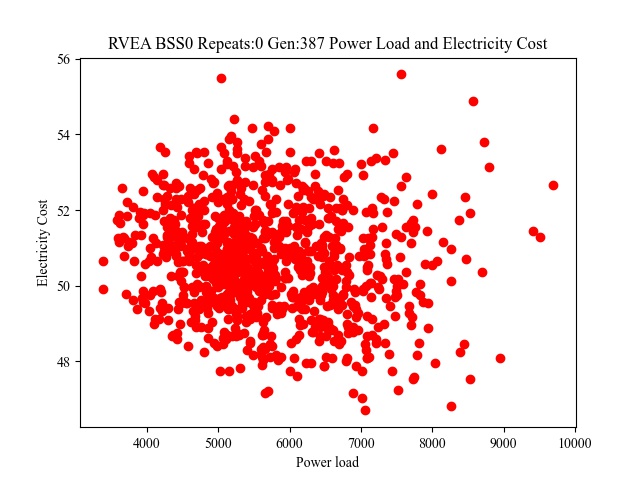 RVEA BSS0 Repeats:0 Gen:387 Power Load and Electricity Cost
56
54
52
50
48
Electricity Cost
4000 5000 6000 7000 8000 9000 10000
Power load